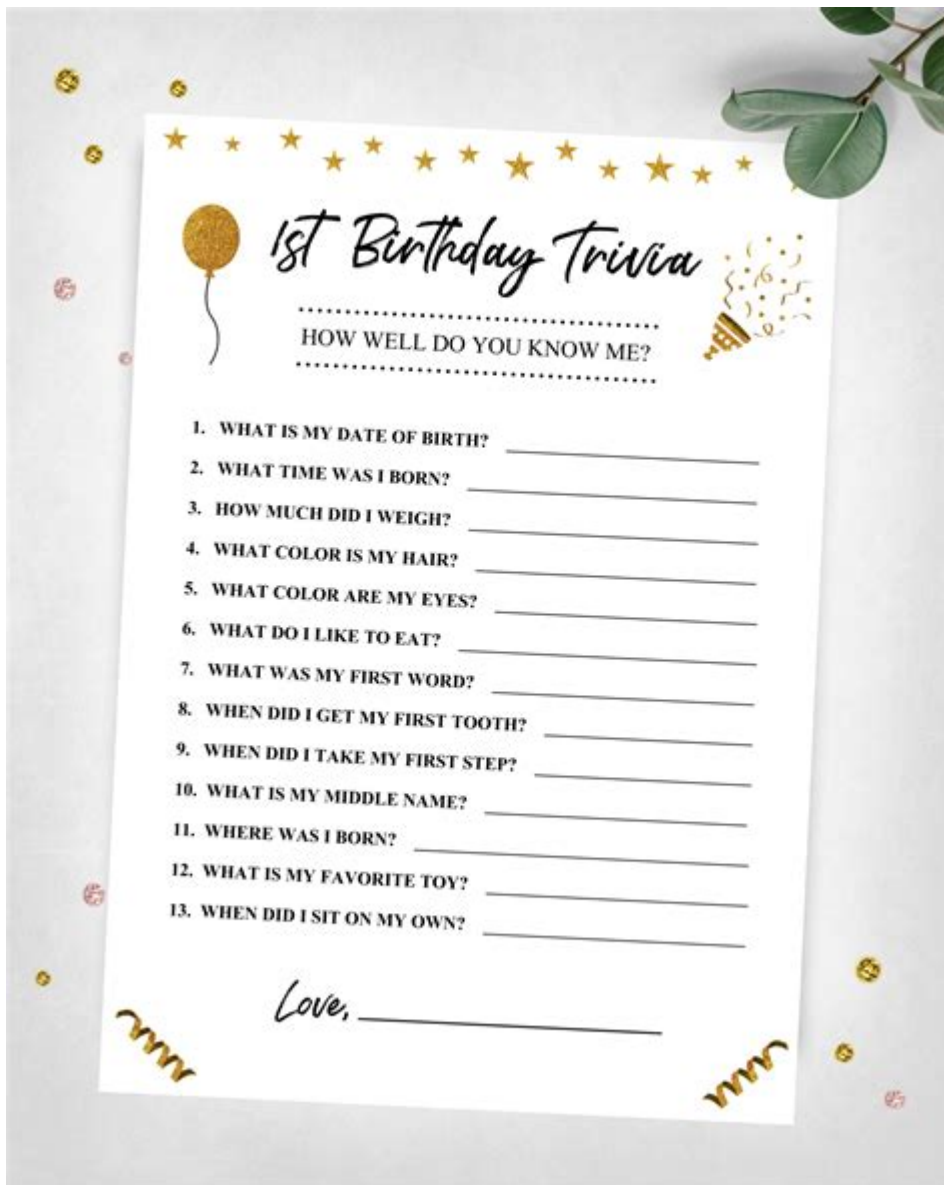 1st Birthday Trivia
HOW WELL DO YOU KNOW ME?
1. WHAT IS MY DATE OF BIRTH?
2. WHAT TIME WAS I BORN?
3. HOW MUCH DID I WEIGH?
4. WHAT COLOR IS MY HAIR?
5. WHAT COLOR ARE MY EYES?
6. WHAT DO I LIKE TO EAT?
7. WHAT WAS MY FIRST WORD?
8. WHEN DID I GET MY FIRST TOOTH?
9. WHEN DID I TAKE MY FIRST STEP?
10. WHAT IS MY MIDDLE NAME?
11. WHERE WAS I BORN?
12. WHAT IS MY FAVORITE TOY?
13. WHEN DID I SIT ON MY OWN?
Love,